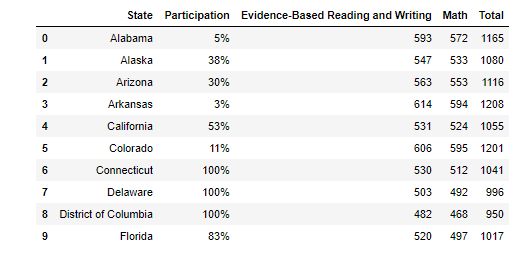 State Participation Evidence-Based Reading and Writing Math Total
0 Alabama 5% 593 572 1165
1 Alaska 38% 547 533 1080
2 Arizona 30% 563 553 1116
3 Arkansas 3% 614 594 1208
4 California 53% 531 524 1055
5 Colorado 11% 606 595 1201
6 Connecticut 100% 530 512 1041
7 Delaware 100% 503 492 996
8 District of Columbia 100% 482 468 950
9 Florida 83% 520 497 1017